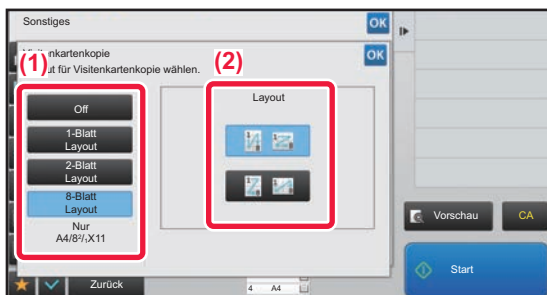 Sonstiges
OK
Visitenkartenkopie
OK
(1)
(2)
für Visitenkartenkopie wählen.
Layout
Off
1-Blatt
Layout
2-Blatt
Layout
8-Blatt
Layout
Nur
A4/8²/₁X11
Vorschau
CA
Start
Zurück
4 A4